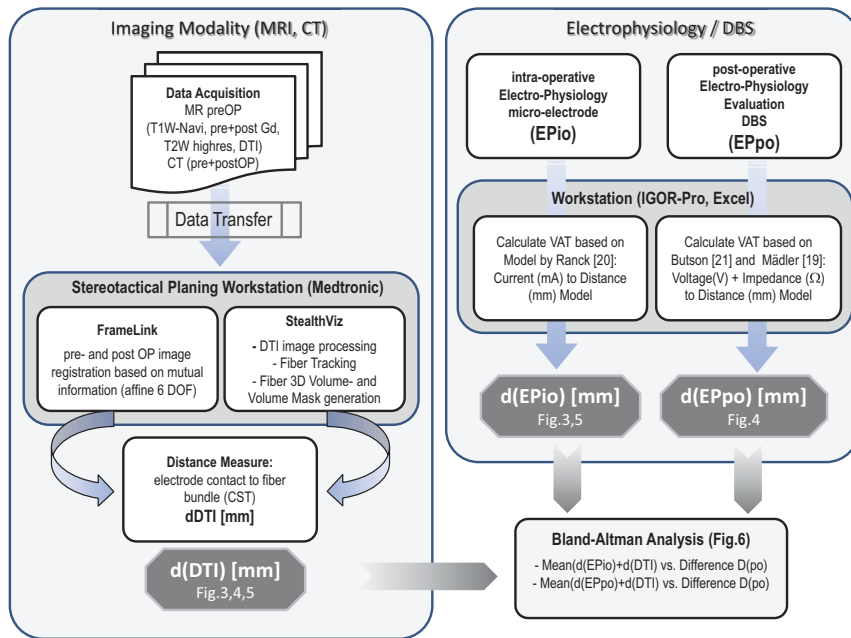 Imaging Modality (MRI, CT)
Data Acquisition
MR preOP
(T1W-Navi, pre+post Gd,
T2W highres, DTI)
CT (pre+postOP)
Data Transfer
Stereotactical Planing Workstation (Medtronic)
FrameLink
pre- and post OP image
registration based on mutual
information (affine 6 DOF)
StealthViz
- DTI image processing
- Fiber Tracking
- Fiber 3D Volume- and
Volume Mask generation
Distance Measure:
electrode contact to fiber
bundle (CST)
dDTI [mm]
d(DTI) [mm]
Fig.3,4,5
Electrophysiology / DBS
intra-operative
Electro-Physiology
micro-electrode
(EPio)
post-operative
Electro-Physiology
Evaluation
DBS
(EPpo)
Workstation (IGOR-Pro, Excel)
Calculate VAT based on
Model by Ranck [20]:
Current (mA) to Distance
(mm) Model
Calculate VAT based on
Butson [21] and Mädler [19]:
Voltage(V) + Impedance (Ω)
to Distance (mm) Model
d(EPio) [mm]
Fig.3,5
d(EPpo) [mm]
Fig.4
Bland-Altman Analysis (Fig.6)
- Mean(d(EPio)+d(DTI) vs. Difference D(po)
- Mean(d(EPpo)+d(DTI) vs. Difference D(po)